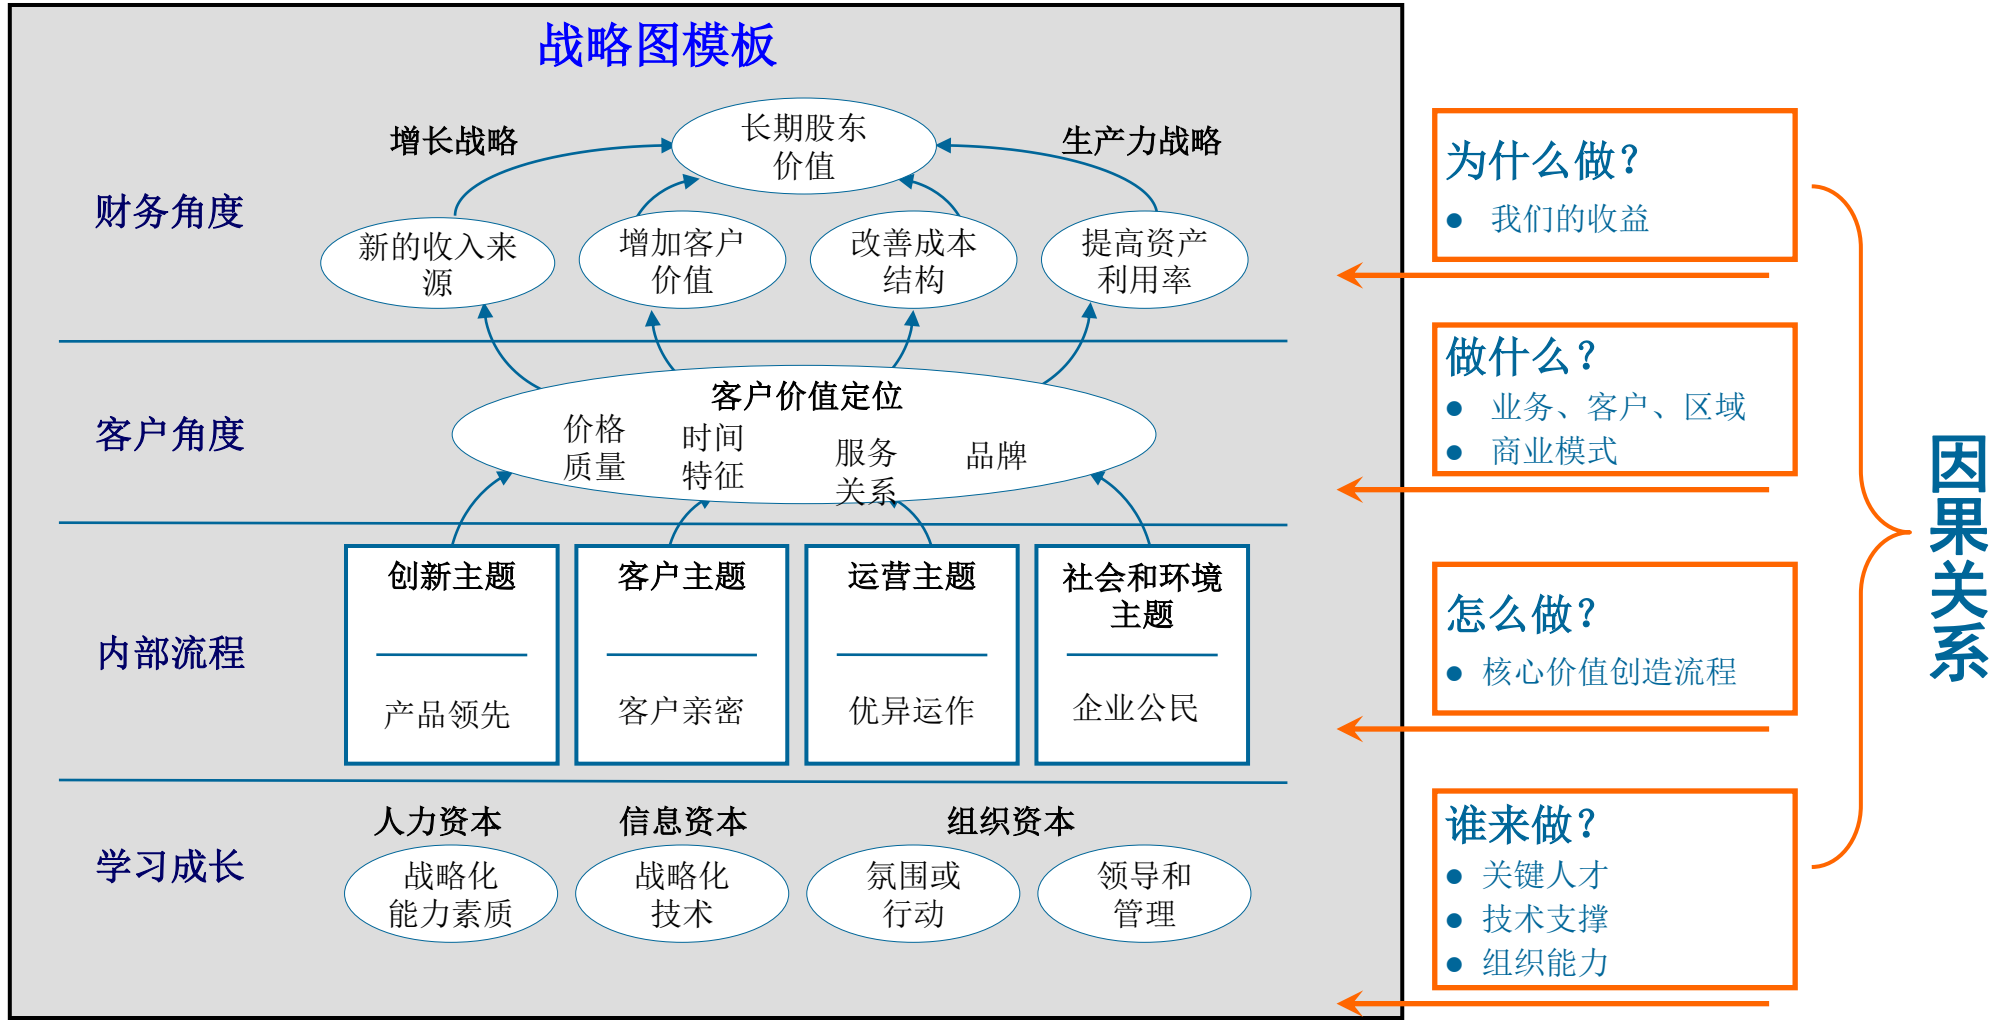 战略图模板
增长战略
长期股东
价值
生产力战略
财务角度
新的收入来
源
增加客户
价值
改善成本
结构
提高资产
利用率
客户角度
客户价值定位
价格
质量
时间
特征
服务
关系
品牌
内部流程
创新主题
产品领先
客户主题
客户亲密
运营主题
优异运作
社会和环境
主题
企业公民
学习成长
人力资本
战略化
能力素质
信息资本
战略化
技术
组织资本
氛围或
行动
领导和
管理
为什么做？
● 我们的收益
做什么？
● 业务、客户、区域
● 商业模式
怎么做？
● 核心价值创造流程
谁来做？
● 关键人才
● 技术支撑
● 组织能力
因果关系